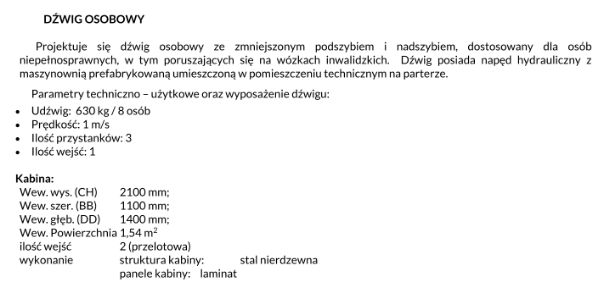 DŹWIG OSOBOWY
Projektuje się dźwig osobowy ze zmniejszonym podszybiem i nadszybiem, dostosowany dla osób
niepełnosprawnych, w tym poruszających się na wózkach inwalidzkich. Dźwig posiada napęd hydrauliczny z
maszynownią prefabrykowaną umieszczoną w pomieszczeniu technicznym na parterze.
Parametry techniczno – użytkowe oraz wyposażenie dźwigu:
• Udźwig: 630 kg / 8 osób
• Prędkość: 1 m/s
• Ilość przystanków: 3
• Ilość wejść: 1
Kabina:
Wew. wys. (CH) 2100 mm;
Wew. szer. (BB) 1100 mm;
Wew. głęb. (DD) 1400 mm;
Wew. Powierzchnia 1,54 m²
ilość wejść 2 (przelotowa)
wykonanie struktura kabiny: stal nierdzewna
panele kabiny: laminat